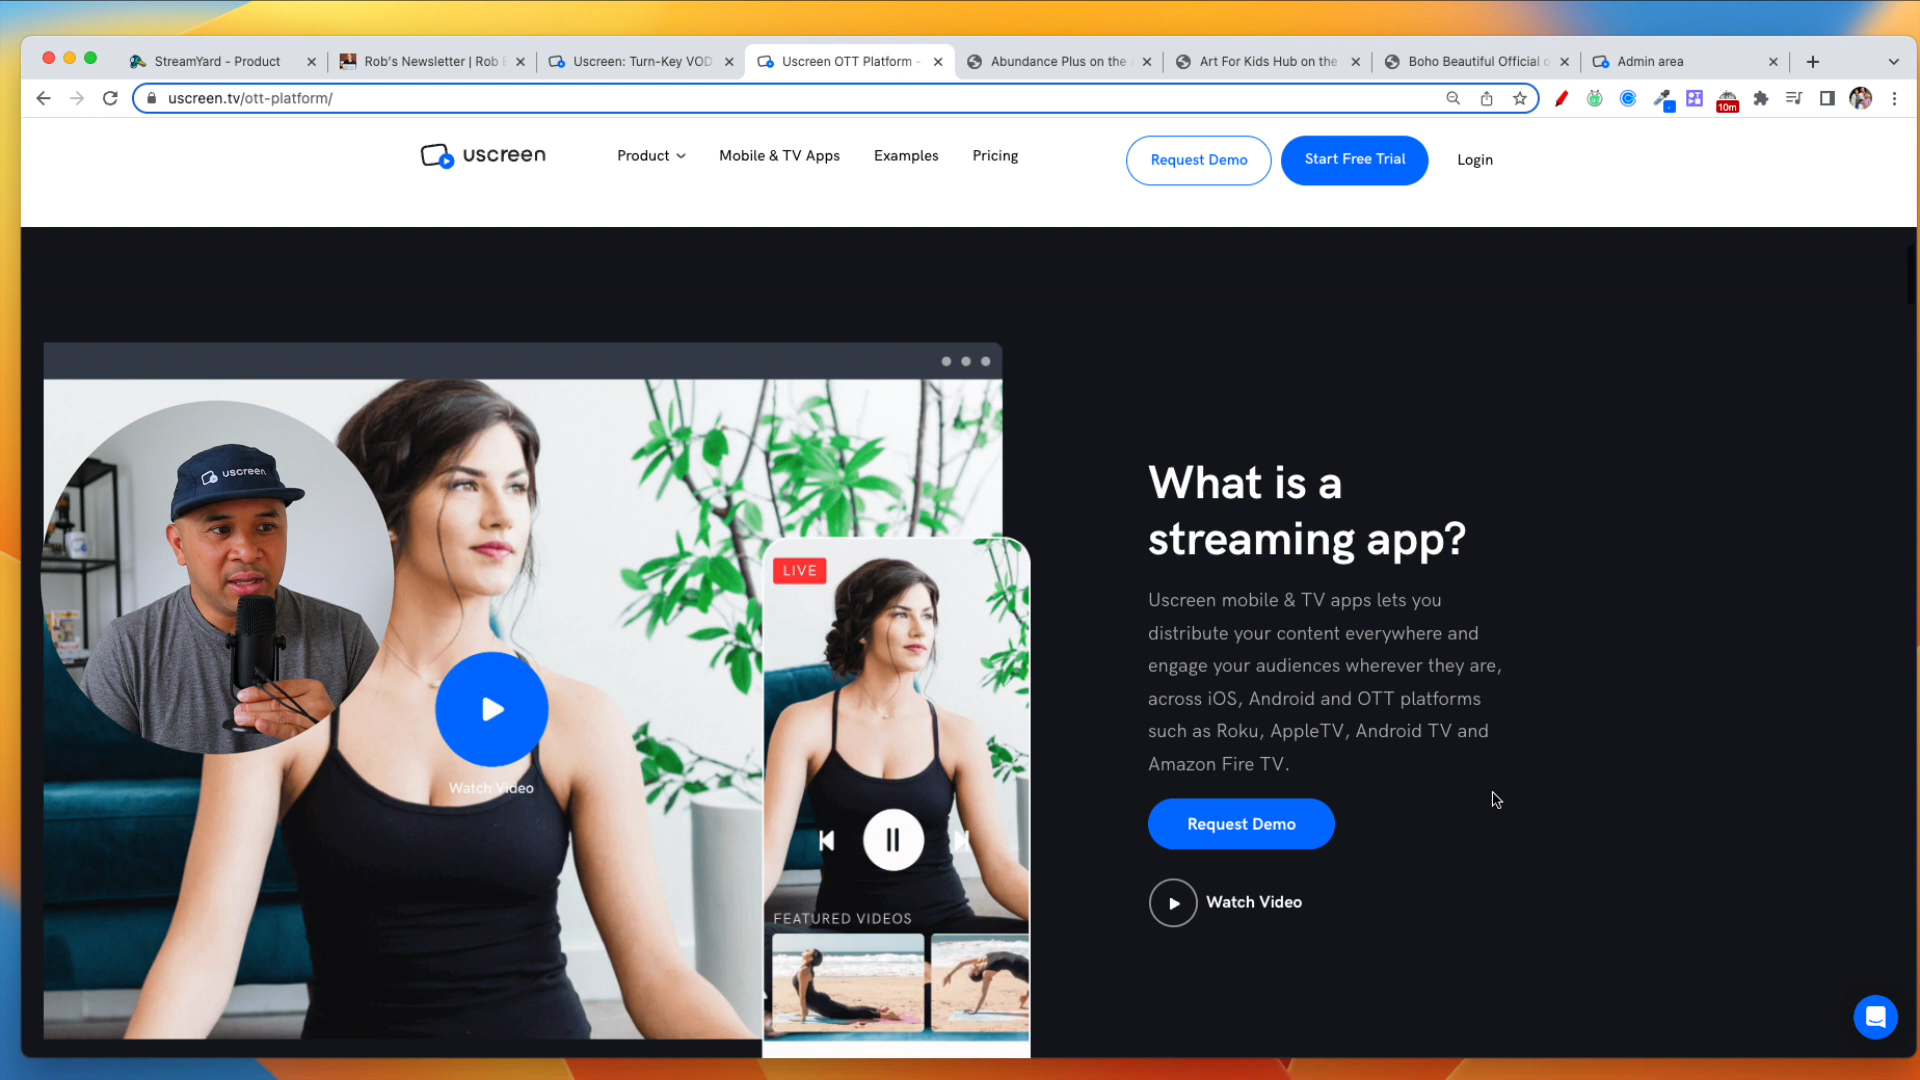 StreamYard - Product
Rob's Newsletter | Rob
Uscreen: Turn-Key VOD
Uscreen OTT Platform -
Abundance Plus on the
Art For Kids Hub on the
Boho Beautiful Official
Admin area
uscreen.tv/ott-platform/
10m
uscreen
Product
Mobile & TV Apps
Examples
Pricing
Request Demo
Start Free Trial
Login
uscreen
Watch Video
LIVE
FEATURED VIDEOS
What is a
streaming app?
Uscreen mobile & TV apps lets you
distribute your content everywhere and
engage your audiences wherever they are,
across iOS, Android and OTT platforms
such as Roku, AppleTV, Android TV and
Amazon Fire TV.
Request Demo
Watch Video